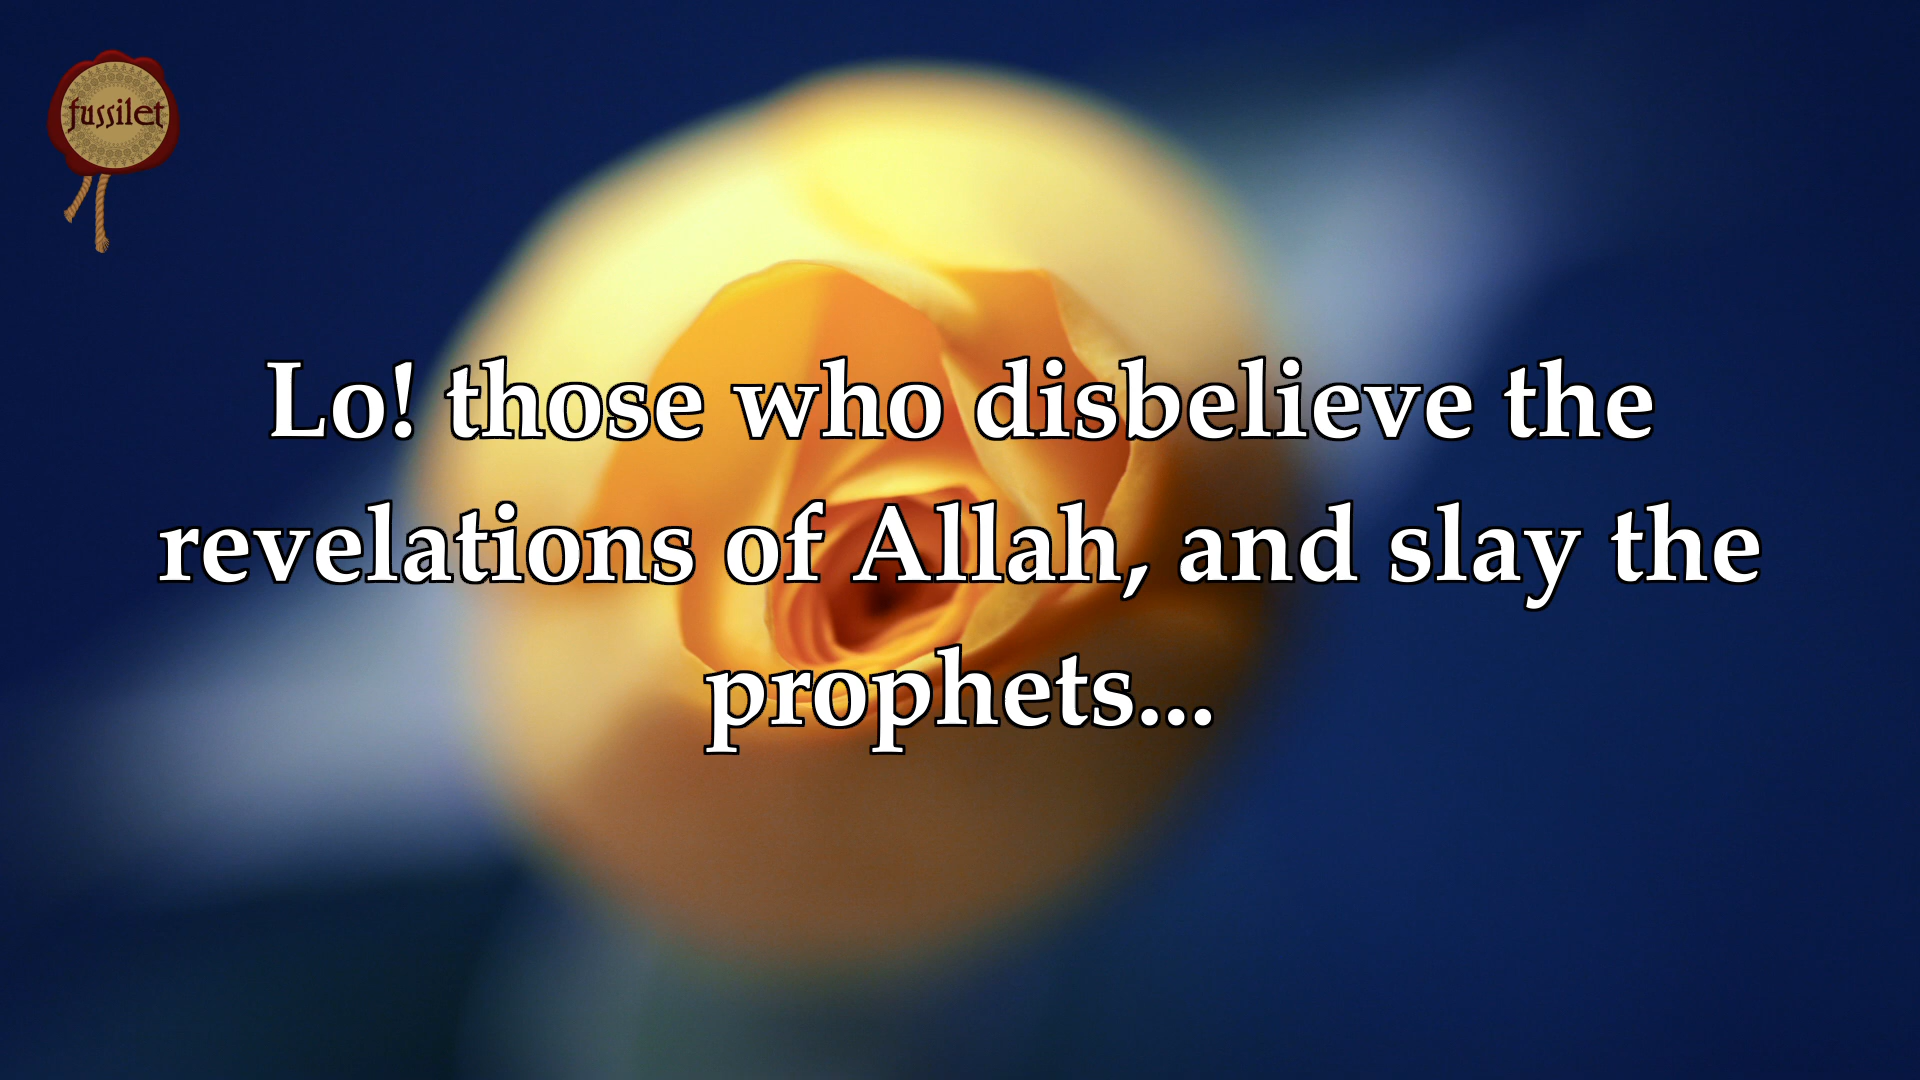 fussilet
Lo! those who disbelieve the
revelations of Allah, and slay the
prophets...